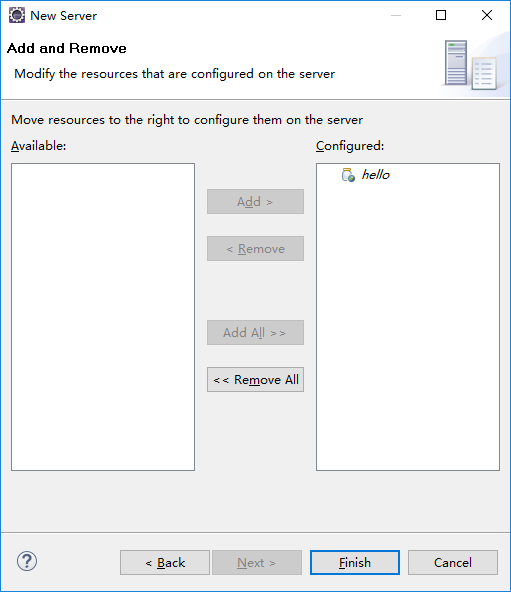 New Server
Add and Remove
Modify the resources that are configured on the server
Move resources to the right to configure them on the server
Available:
Configured:
hello
Add >
< Remove
Add All >>
<< Remove All
?
< Back
Next >
Finish
Cancel